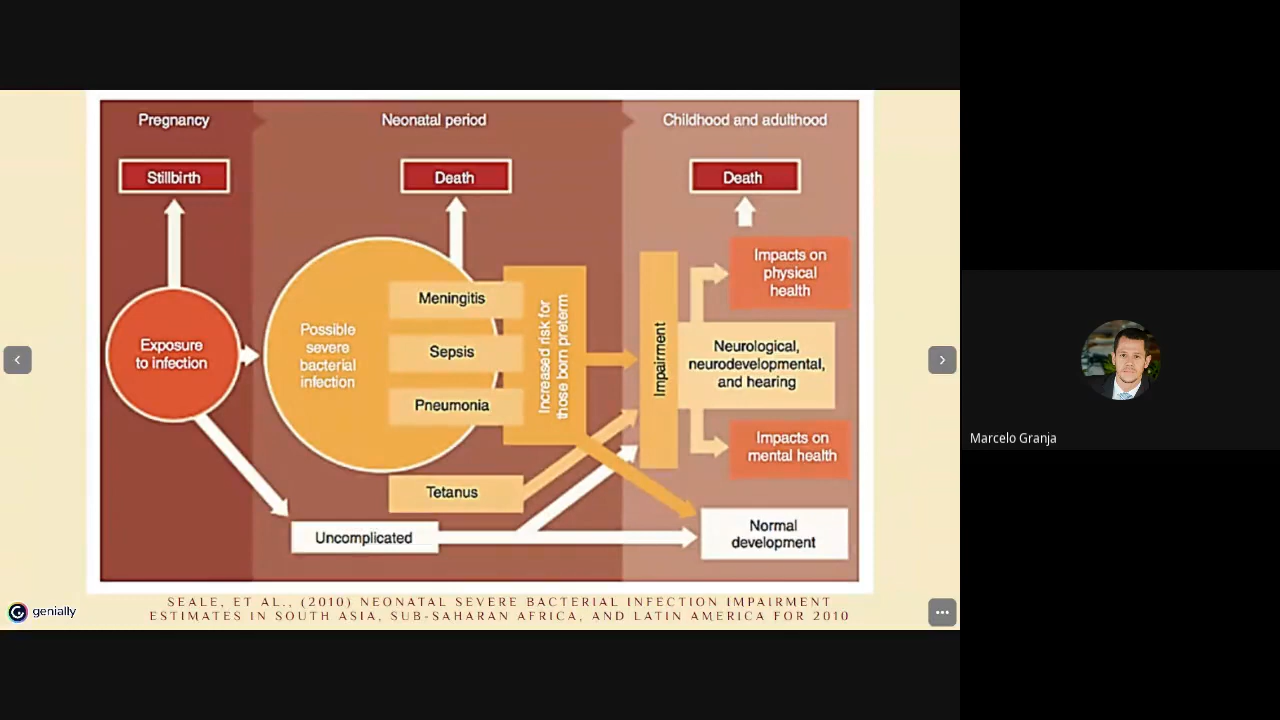 Pregnancy
Neonatal period
Childhood and adulthood
Stillbirth
Death
Death
Exposure
to infection
Possible
severe
bacterial
infection
Meningitis
Sepsis
Pneumonia
Increased risk for
those born preterm
Tetanus
Uncomplicated
Impairment
Impacts on
physical
health
Neurological,
neurodevelopmental,
and hearing
Impacts on
mental health
Normal
development
SEALE, ET AL., (2010) NEONATAL SEVERE BACTERIAL INFECTION IMPAIRMENT
ESTIMATES IN SOUTH ASIA, SUB-SAHARAN AFRICA, AND LATIN AMERICA FOR 2010
genially
Marcelo Granja